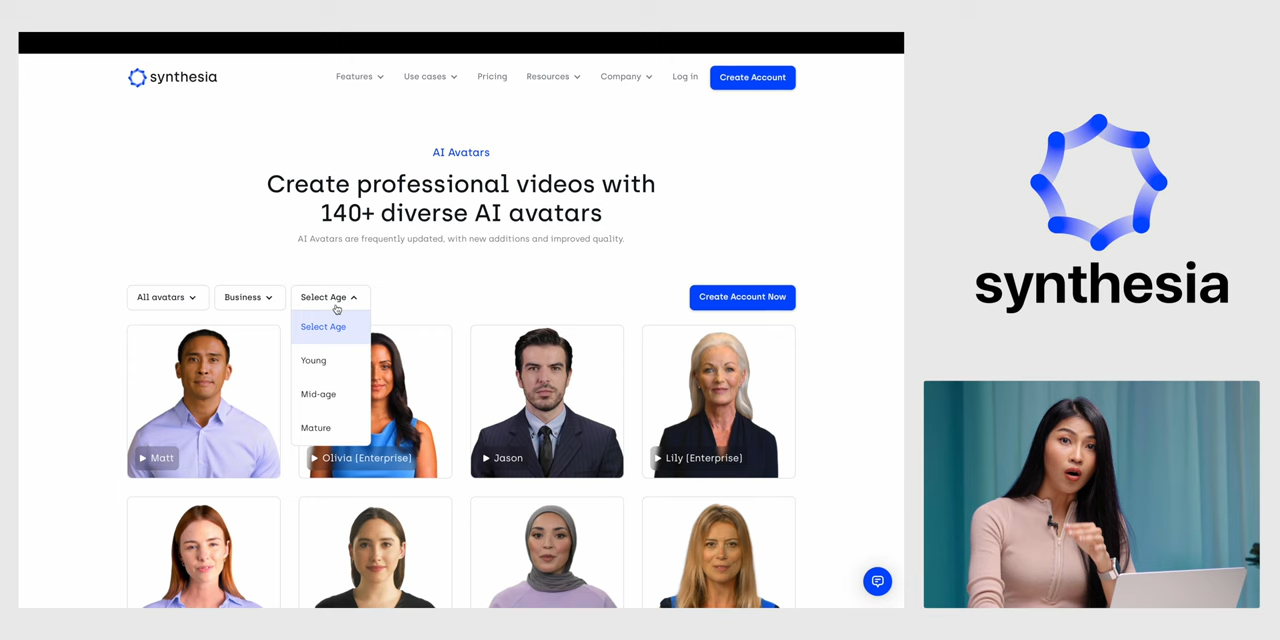 synthesia
Features
Use cases
Pricing
Resources
Company
Log in
Create Account
AI Avatars
Create professional videos with
140+ diverse AI avatars
AI Avatars are frequently updated, with new additions and improved quality.
All avatars
Business
Select Age
Create Account Now
Select Age
Young
Mid-age
Mature
Matt
Olivia [Enterprise]
Jason
Lily [Enterprise]
synthesia